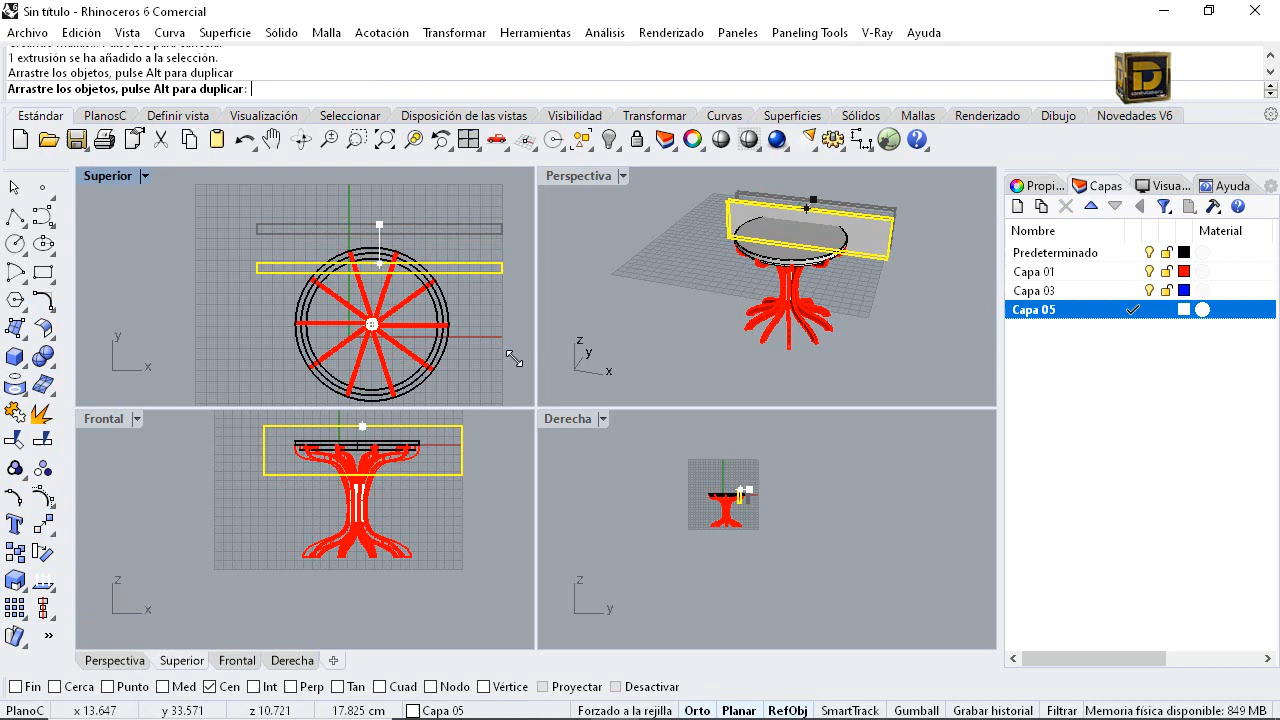 Sin título - Rhinoceros 6 Comercial
Archivo Edición Vista Curva Superficie Sólido Malla Acotación Transformar Herramientas Análisis Renderizado Paneles Paneling Tools V-Ray Ayuda
1 extrusión se ha añadido a la selección.
Arrastre los objetos, pulse Alt para duplicar
Arrastre los objetos, pulse Alt para duplicar:
Estándar PlanosC Definir vista Visualización Seleccionar Disposición de las vistas Visibilidad Transformar Curvas Superficies Sólidos Mallas Renderizado Dibujo Novedades V6
Superior
Perspectiva
Propi... Capas Visua... Ayuda
Nombre Material
Predeterminado
Capa 01
Capa 03
Capa 05
y
x
z
y
x
Frontal
Derecha
z
x
z
y
Perspectiva Superior Frontal Derecha
Fin Cerca Punto Med Cen Int Perp Tan Cuad Nodo Vértice Proyectar Desactivar
PlanoC x 13.647 y 33.571 z 10.721 17.825 cm Capa 05 Forzado a la rejilla Orto Planar RefObj SmartTrack Gumball Grabar historial Filtrar Memoria física disponible: 849 MB